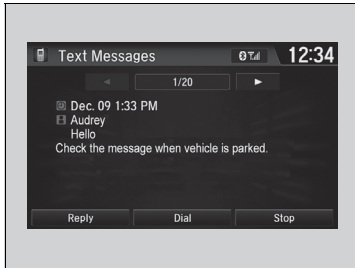 Text Messages
12:34
1/20
Dec. 09 1:33 PM
Audrey
Hello
Check the message when vehicle is parked.
Reply
Dial
Stop